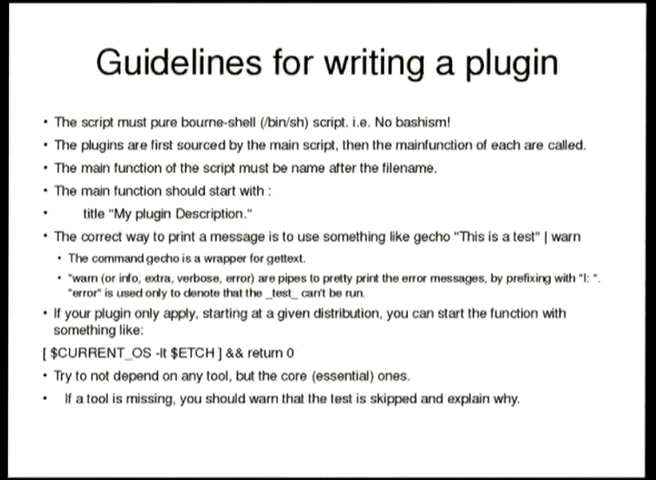 Guidelines for writing a plugin
• The script must pure bourne-shell (/bin/sh) script. i.e. No bashism!
• The plugins are first sourced by the main script, then the mainfunction of each are called.
• The main function of the script must be name after the filename.
• The main function should start with :
• title "My plugin Description."
• The correct way to print a message is to use something like gecho "This is a test" | warn
• The command gecho is a wrapper for gettext.
• "warn (or info, extra, verbose, error) are pipes to pretty print the error messages, by prefixing with "I: ".
"error" is used only to denote that the _test_ can't be run.
• If your plugin only apply, starting at a given distribution, you can start the function with
something like:
[ $CURRENT_OS -lt $ETCH ] && return 0
• Try to not depend on any tool, but the core (essential) ones.
• If a tool is missing, you should warn that the test is skipped and explain why.